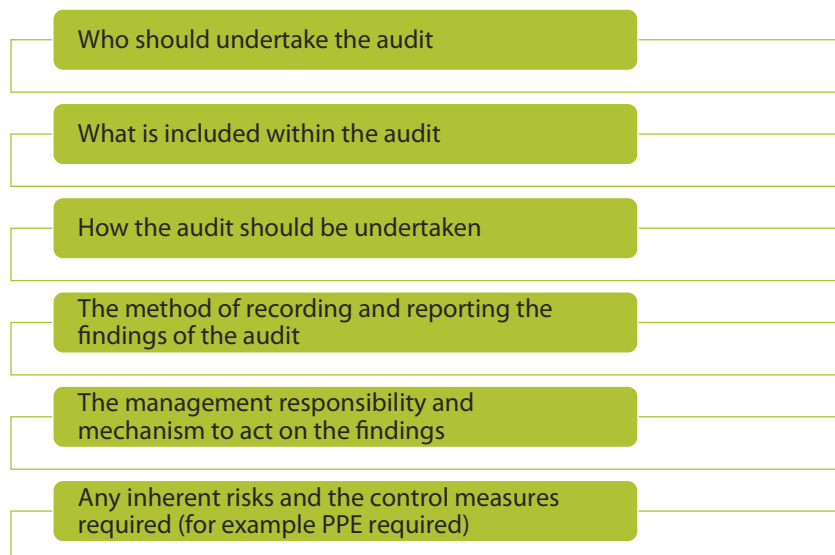 Who should undertake the audit
What is included within the audit
How the audit should be undertaken
The method of recording and reporting the
findings of the audit
The management responsibility and
mechanism to act on the findings
Any inherent risks and the control measures
required (for example PPE required)